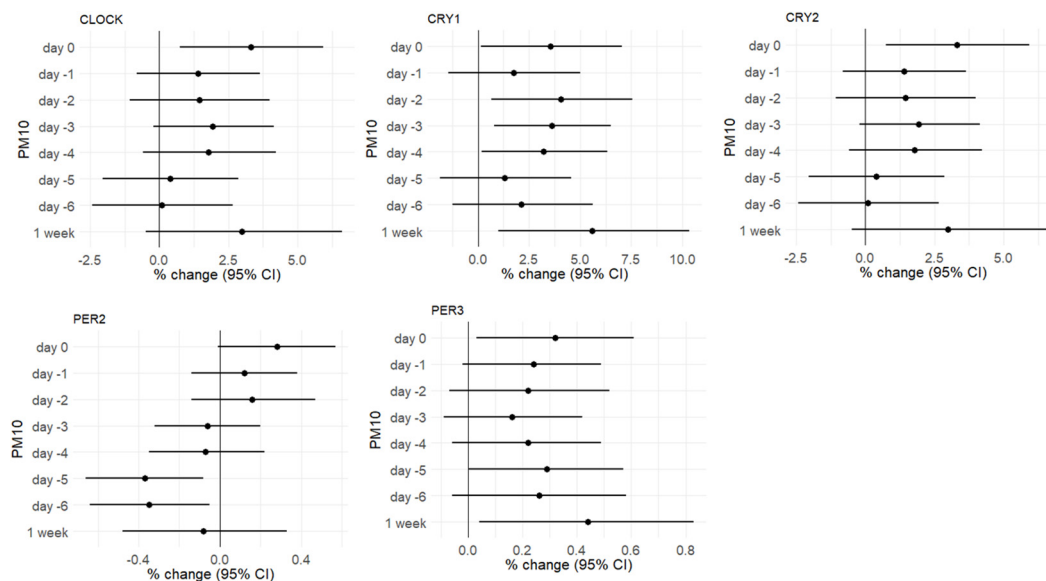 CLOCK
PM10
day 0
day -1
day -2
day -3
day -4
day -5
day -6
1 week
-2.5 0.0 2.5 5.0
% change (95% CI)
CRY1
PM10
day 0
day -1
day -2
day -3
day -4
day -5
day -6
1 week
0.0 2.5 5.0 7.5 10.0
% change (95% CI)
CRY2
PM10
day 0
day -1
day -2
day -3
day -4
day -5
day -6
1 week
-2.5 0.0 2.5 5.0
% change (95% CI)
PER2
PM10
day 0
day -1
day -2
day -3
day -4
day -5
day -6
1 week
-0.4 0.0 0.4
% change (95% CI)
PER3
PM10
day 0
day -1
day -2
day -3
day -4
day -5
day -6
1 week
0.0 0.2 0.4 0.6 0.8
% change (95% CI)